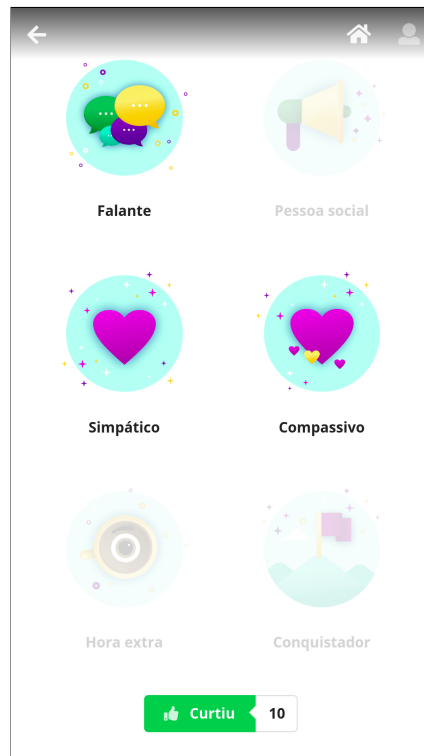 Falante
Pessoa social
Simpático
Compassivo
Hora extra
Conquistador
Curtiu
10